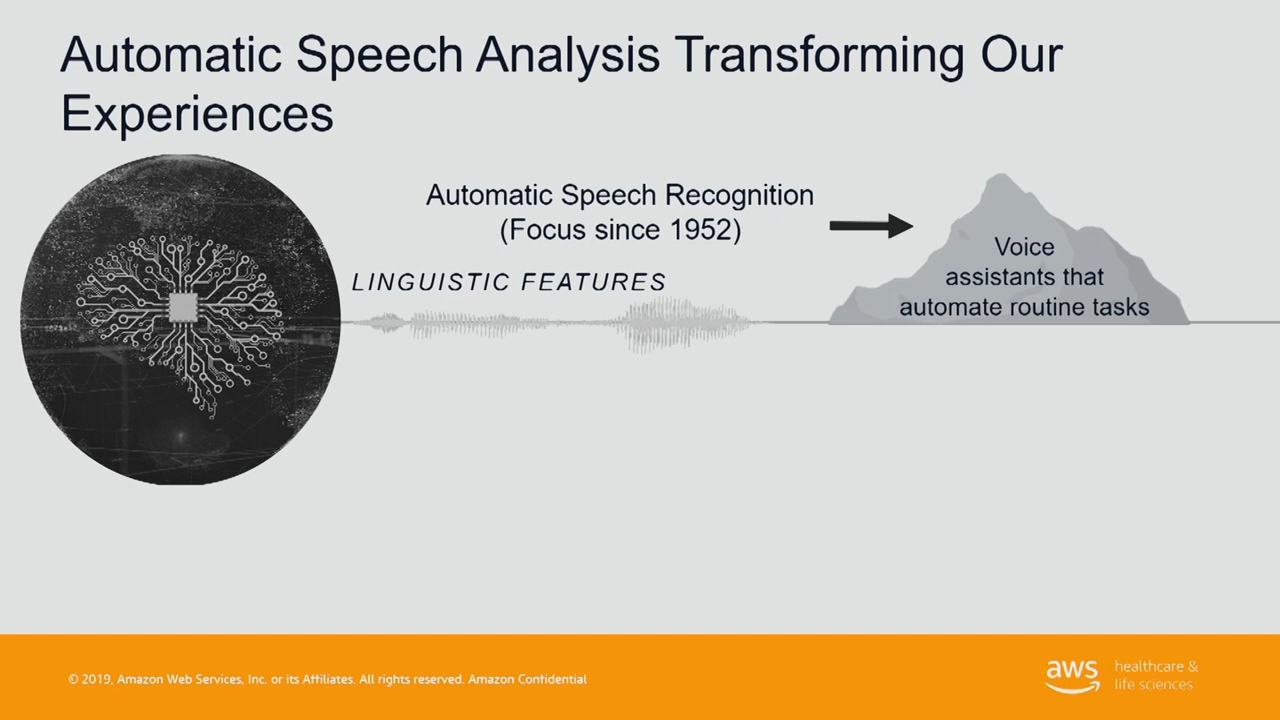 Automatic Speech Analysis Transforming Our
Experiences
Automatic Speech Recognition
(Focus since 1952)
LINGUISTIC FEATURES
Voice
assistants that
automate routine tasks
© 2019, Amazon Web Services, Inc. or its Affiliates. All rights reserved. Amazon Confidential
aws
healthcare &
life sciences